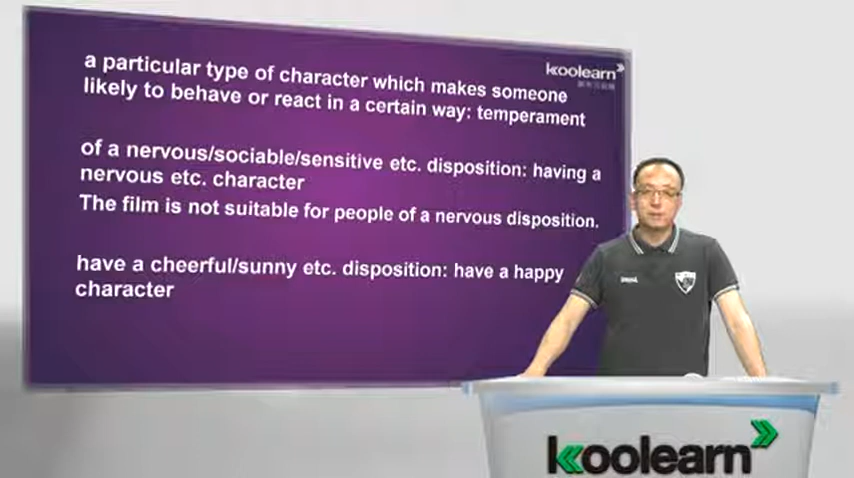 koolearn
a particular type of character which makes someone
likely to behave or react in a certain way: temperament
of a nervous/sociable/sensitive etc. disposition: having a
nervous etc. character
The film is not suitable for people of a nervous disposition.
have a cheerful/sunny etc. disposition: have a happy
character
koolearn